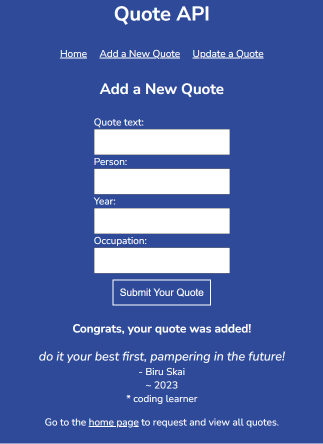 Quote API
Home Add a New Quote Update a Quote
Add a New Quote
Quote text:
Person:
Year:
Occupation:
Submit Your Quote
Congrats, your quote was added!
do it your best first, pampering in the future!
- Biru Skai
~ 2023
* coding learner
Go to the home page to request and view all quotes.